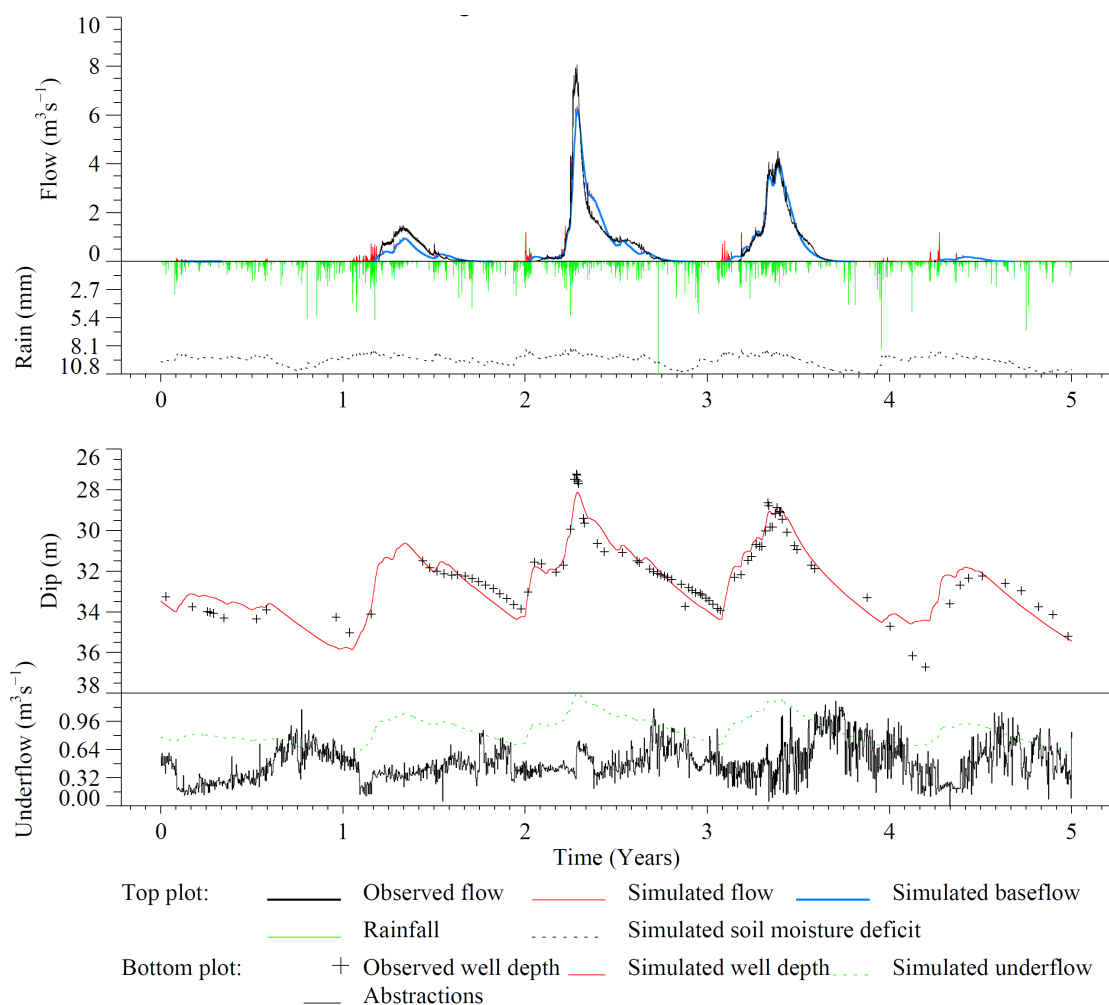 10
8
6
4
2
0
Flow (m³s⁻¹)
2.7
5.4
8.1
10.8
Rain (mm)
0 1 2 3 4 5
26
28
30
32
34
36
38
Dip (m)
0.96
0.64
0.32
0.00
Underflow (m³s⁻¹)
0 1 2 3 4 5
Time (Years)
Top plot: Observed flow Simulated flow Simulated baseflow
Rainfall Simulated soil moisture deficit
Bottom plot: Observed well depth Simulated well depth Simulated underflow
Abstractions